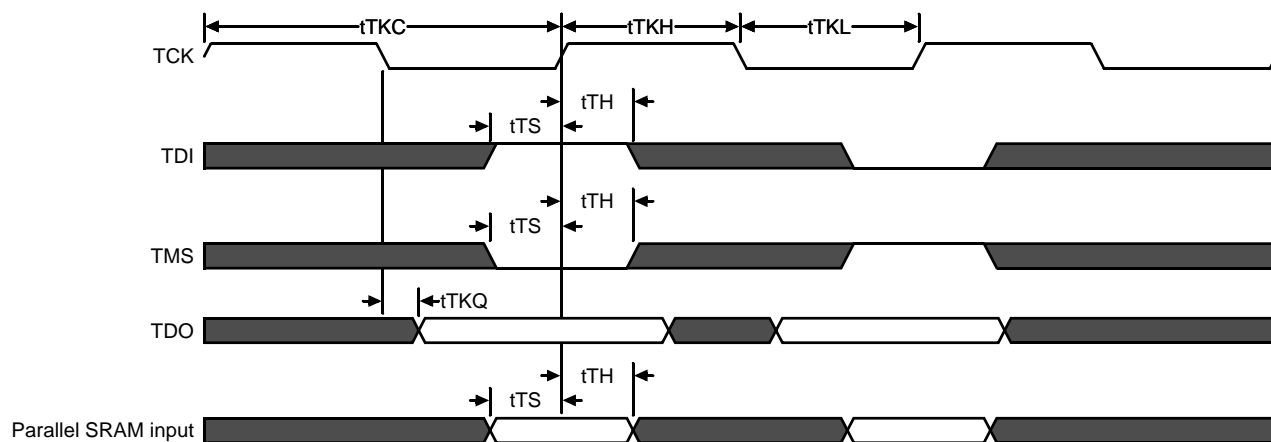 tTKC tTKH tTKL
TCK
tTH
tTS
TDI
tTH
tTS
TMS
tTKQ
TDO
tTH
tTS
Parallel SRAM input